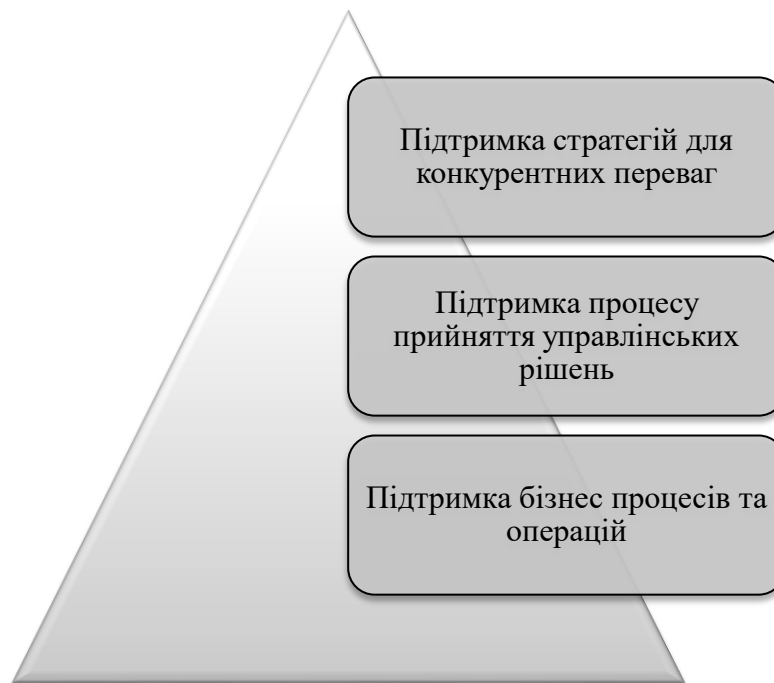 Підтримка стратегій для
конкурентних переваг
Підтримка процесу
прийняття управлінських
рішень
Підтримка бізнес процесів та
операцій